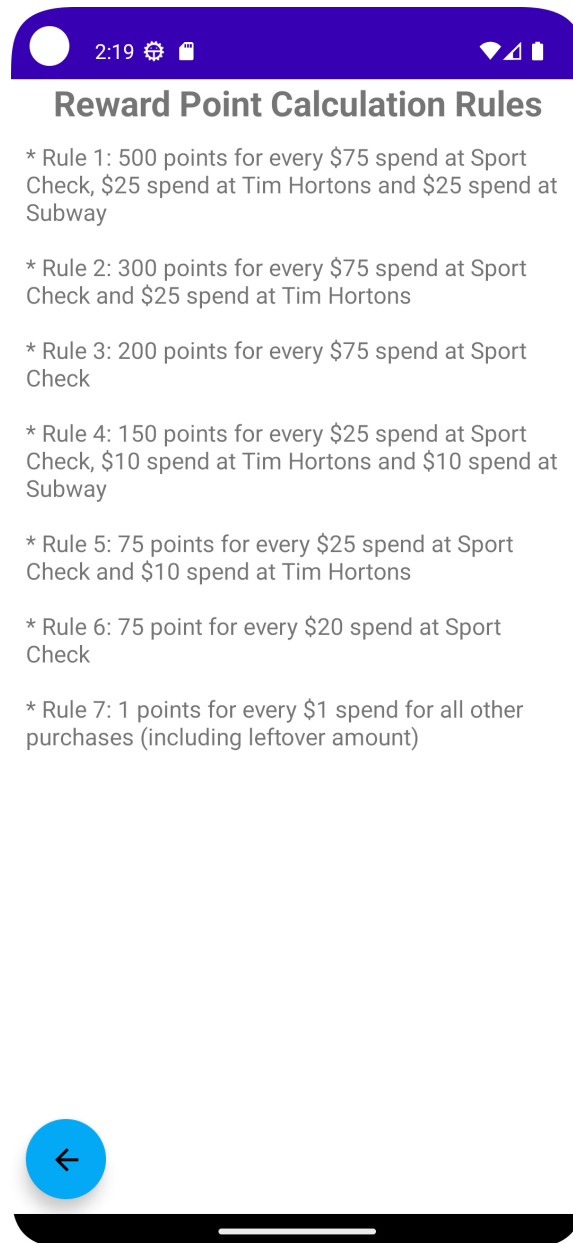 2:19
Reward Point Calculation Rules
* Rule 1: 500 points for every $75 spend at Sport
Check, $25 spend at Tim Hortons and $25 spend at
Subway
* Rule 2: 300 points for every $75 spend at Sport
Check and $25 spend at Tim Hortons
* Rule 3: 200 points for every $75 spend at Sport
Check
* Rule 4: 150 points for every $25 spend at Sport
Check, $10 spend at Tim Hortons and $10 spend at
Subway
* Rule 5: 75 points for every $25 spend at Sport
Check and $10 spend at Tim Hortons
* Rule 6: 75 point for every $20 spend at Sport
Check
* Rule 7: 1 points for every $1 spend for all other
purchases (including leftover amount)